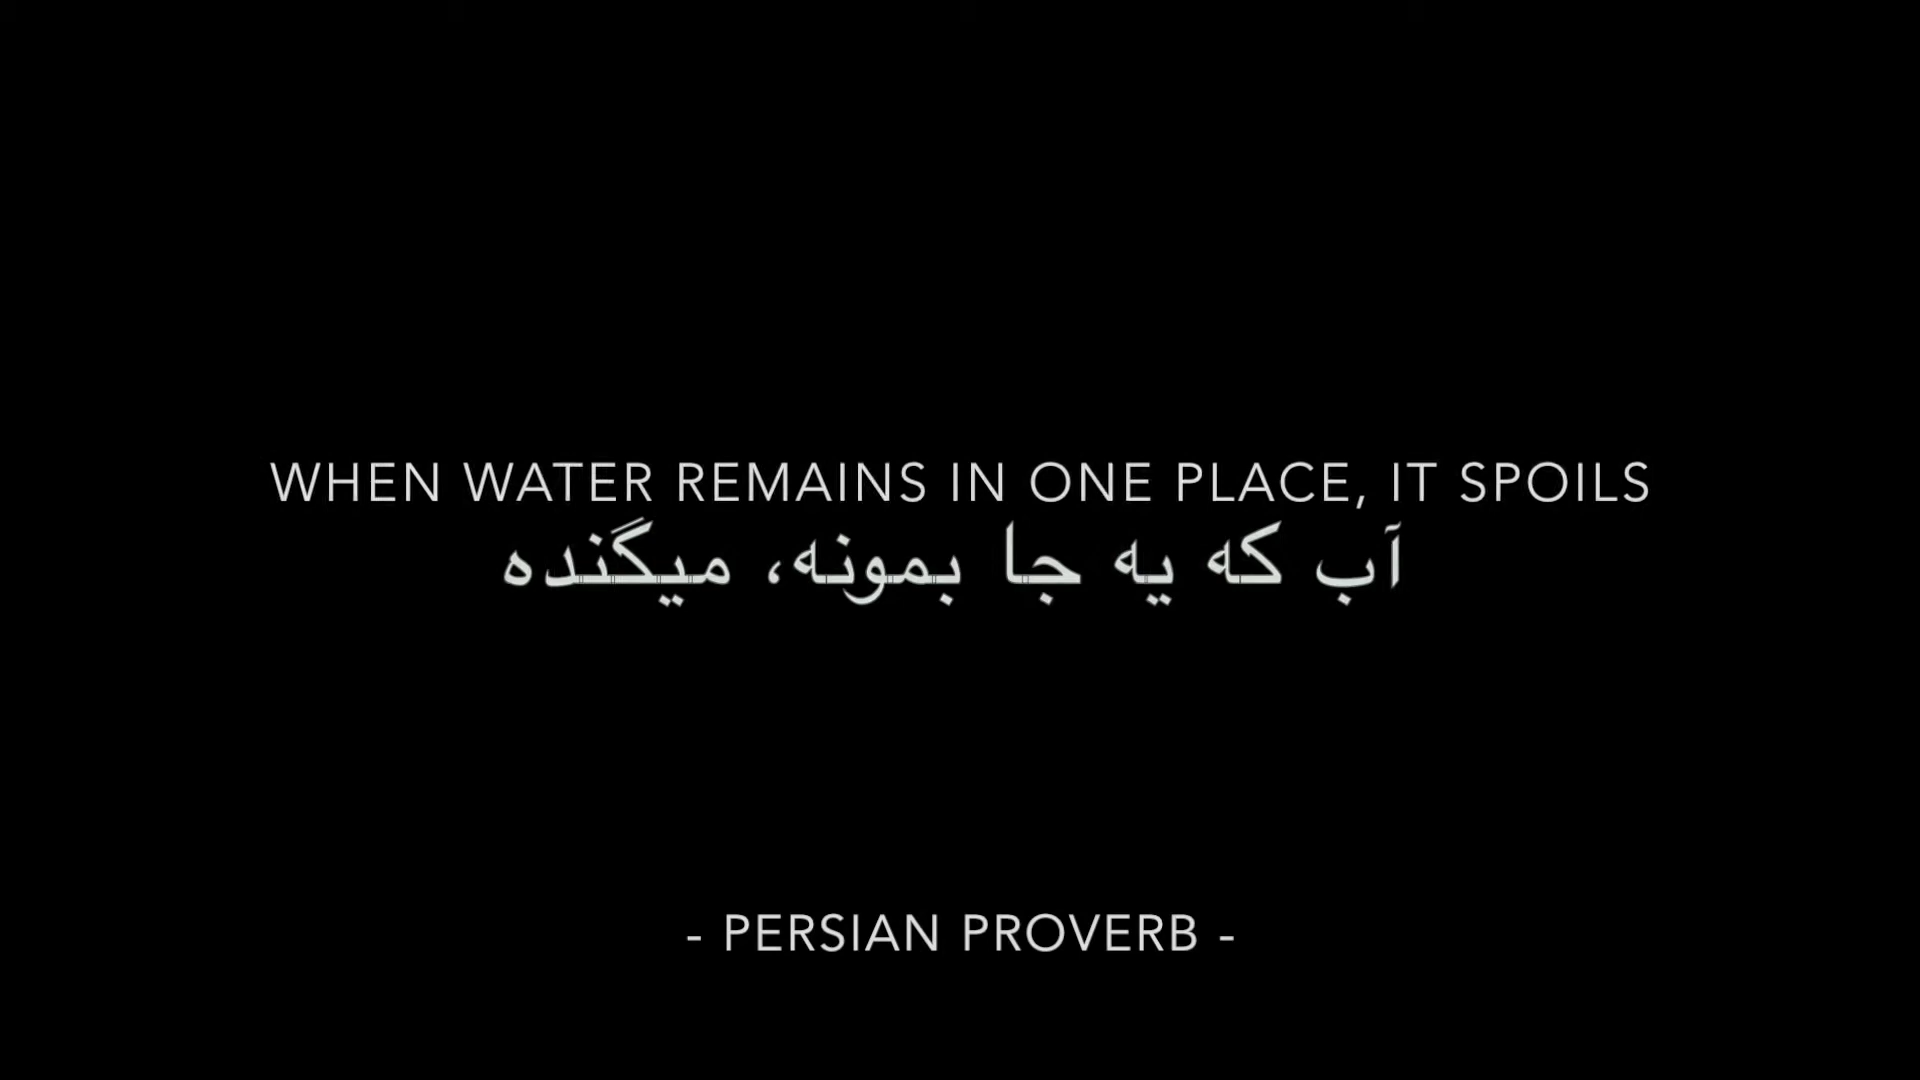 WHEN WATER REMAINS IN ONE PLACE, IT SPOILS
آب که یه جا بمونه، میگنده
- PERSIAN PROVERB -